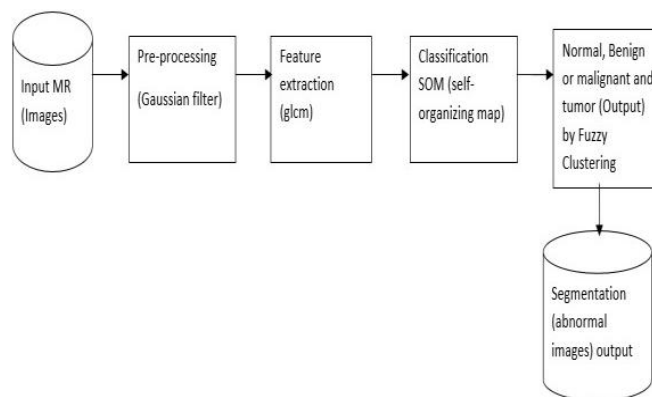 Input MR
(Images)
Pre-processing
(Gaussian filter)
Feature
extraction
(glcm)
Classification
SOM (self-
organizing map)
Normal, Benign
or malignant and
tumor (Output)
by Fuzzy
Clustering
Segmentation
(abnormal
images) output